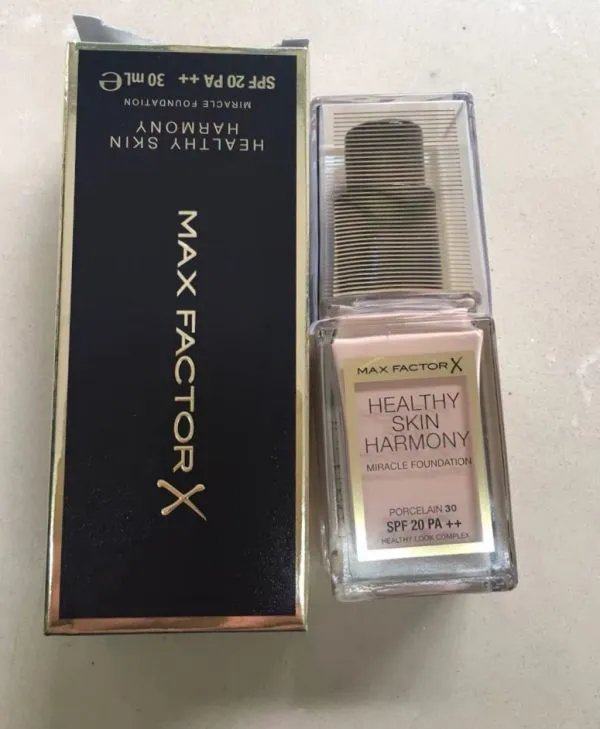 HEALTHY SKIN
HARMONY
MIRACLE FOUNDATION
SPF 20 PA ++ 30 mL ℮
MAX FACTOR X
MAX FACTOR X
HEALTHY
SKIN
HARMONY
MIRACLE FOUNDATION
PORCELAIN 30
SPF 20 PA ++
HEALTHY LOOK COMPLEX